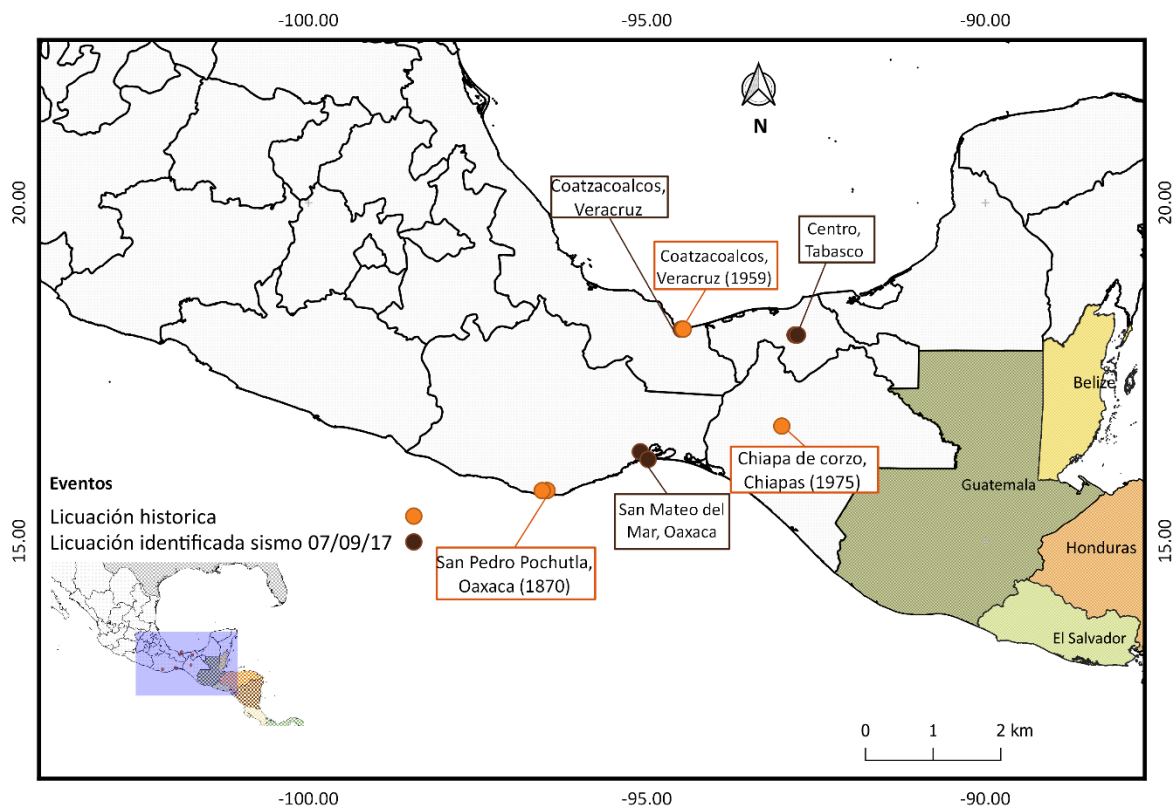 -100.00
-95.00
-90.00
N
20.00
20.00
Coatzacoalcos,
Veracruz
Coatzacoalcos,
Veracruz (1959)
Centro,
Tabasco
Belize
Chiapa de corzo,
Chiapas (1975)
Guatemala
San Mateo del
Mar, Oaxaca
Eventos
Licuación historica
Licuación identificada sismo 07/09/17
15.00
15.00
San Pedro Pochutla,
Oaxaca (1870)
Honduras
El Salvador
0 1 2 km
-100.00
-95.00
-90.00